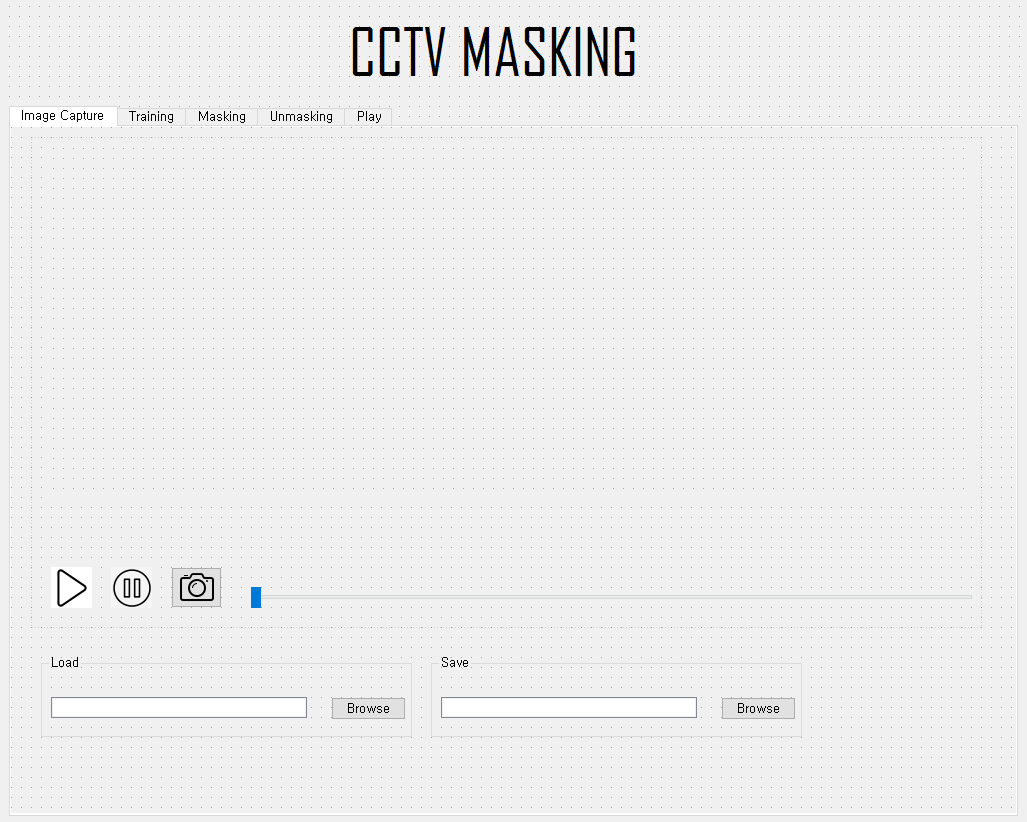 CCTV MASKING
Image Capture Training Masking Unmasking Play
Load Save
Browse Browse